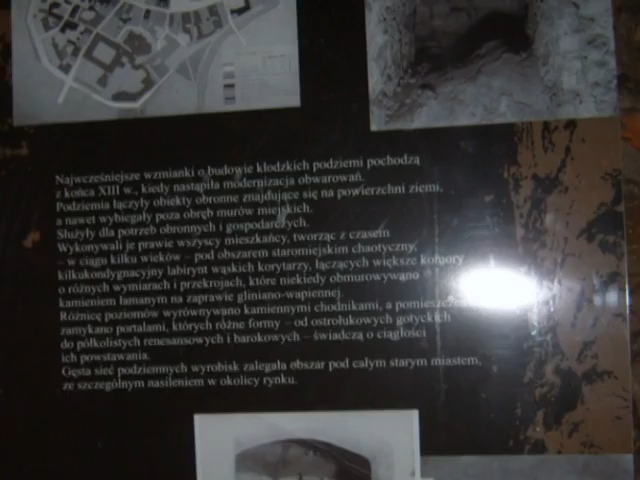 Najwcześniejsze wzmianki o budowie kłodzkich podziemi pochodzą
z końca XIII w., kiedy nastąpiła modernizacja obwarowań.
Podziemia łączyły obiekty obronne znajdujące się na powierzchni ziemi,
a nawet wybiegały poza obręb murów miejskich.
Służyły dla potrzeb obronnych i gospodarczych.
Wykonywali je prawie wszyscy mieszkańcy, tworząc z czasem
– w ciągu kilku wieków – pod obszarem staromiejskim chaotyczny,
kilkukondygnacyjny labirynt wąskich korytarzy, łączących większe komory
o różnych wymiarach i przekrojach, które niekiedy obmurowywano
kamieniem łamanym na zaprawie gliniano-wapiennej.
Różnicę poziomów wyrównywano kamiennymi chodnikami, a
zamykano portalami, których różne formy – od ostrołukowych gotyckich
do półkolistych renesansowych i barokowych – świadczą o ciągłości
ich powstawania.
Gęsta sieć podziemnych wyrobisk zalegała obszar pod całym starym miastem,
ze szczególnym nasileniem w okolicy rynku.